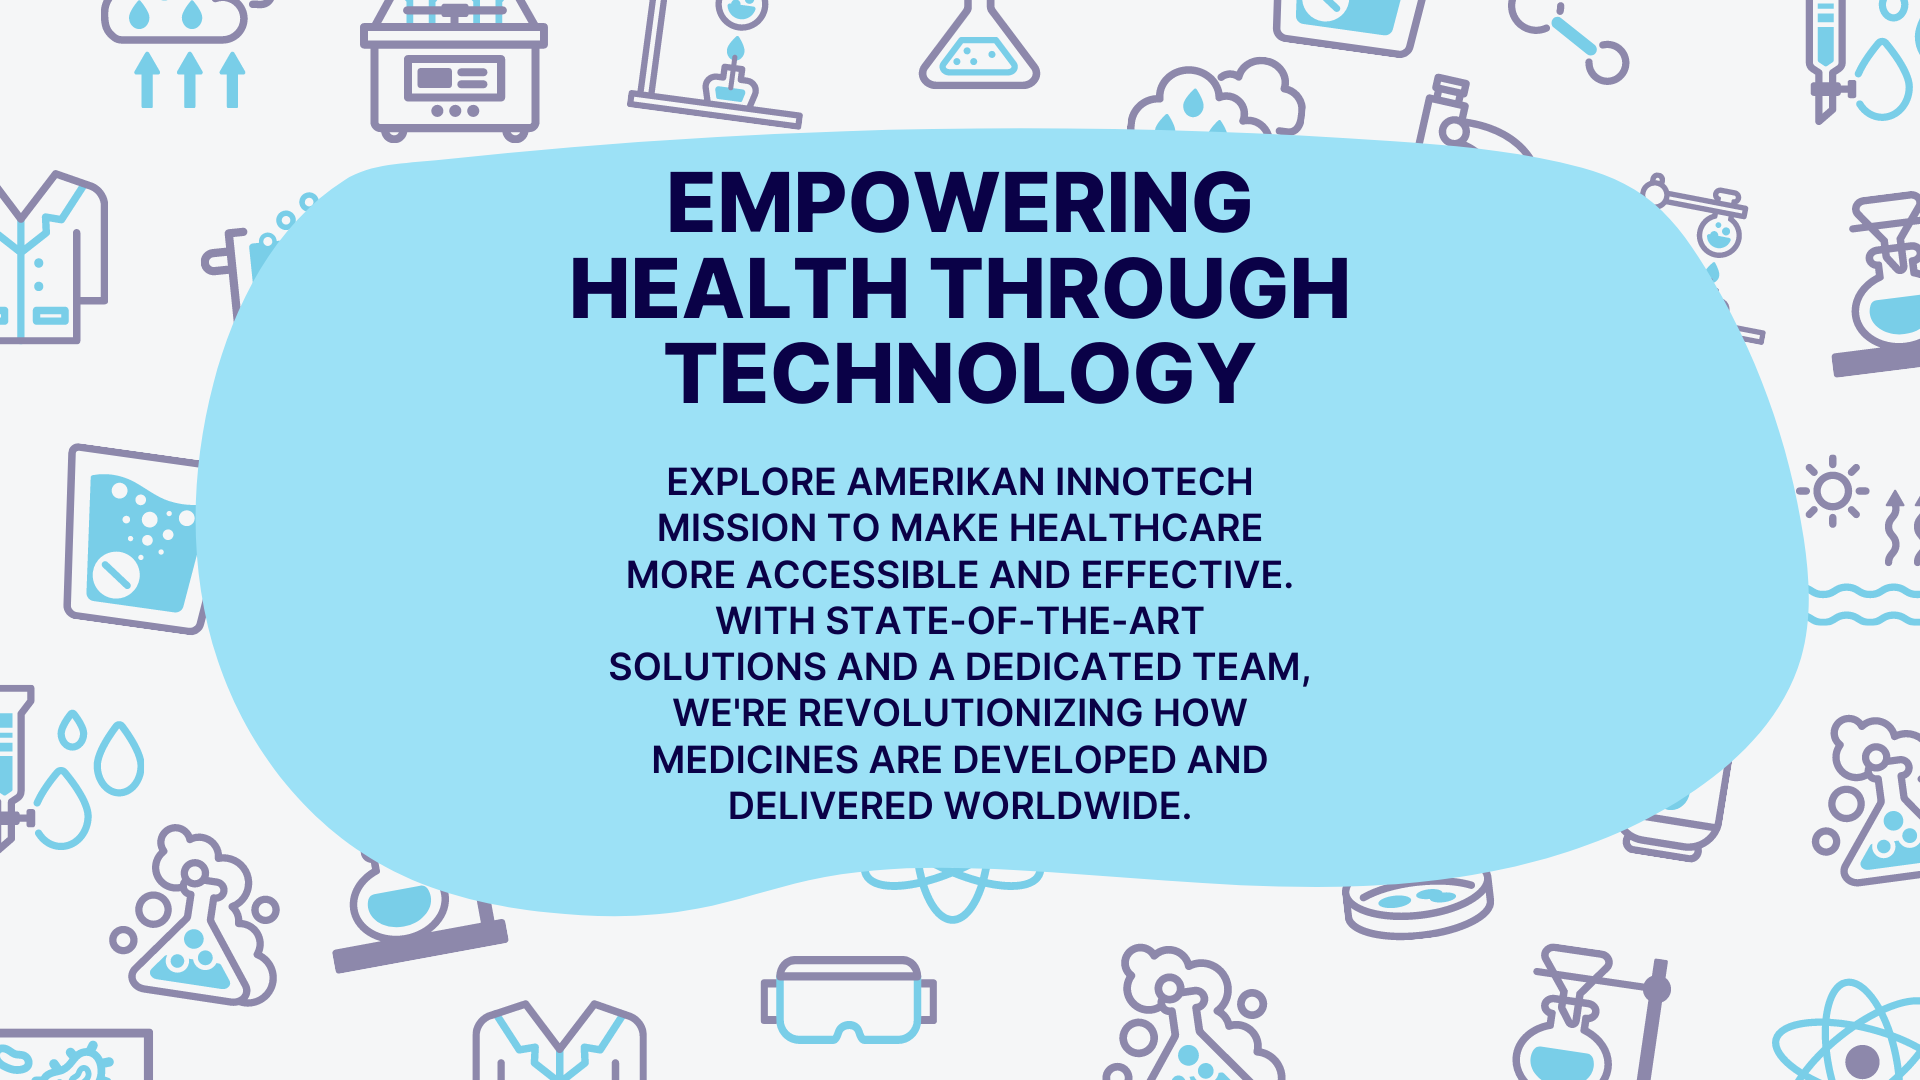 EMPOWERING
HEALTH THROUGH
TECHNOLOGY
EXPLORE AMERIKAN INNOTECH
MISSION TO MAKE HEALTHCARE
MORE ACCESSIBLE AND EFFECTIVE.
WITH STATE-OF-THE-ART
SOLUTIONS AND A DEDICATED TEAM,
WE'RE REVOLUTIONIZING HOW
MEDICINES ARE DEVELOPED AND
DELIVERED WORLDWIDE.